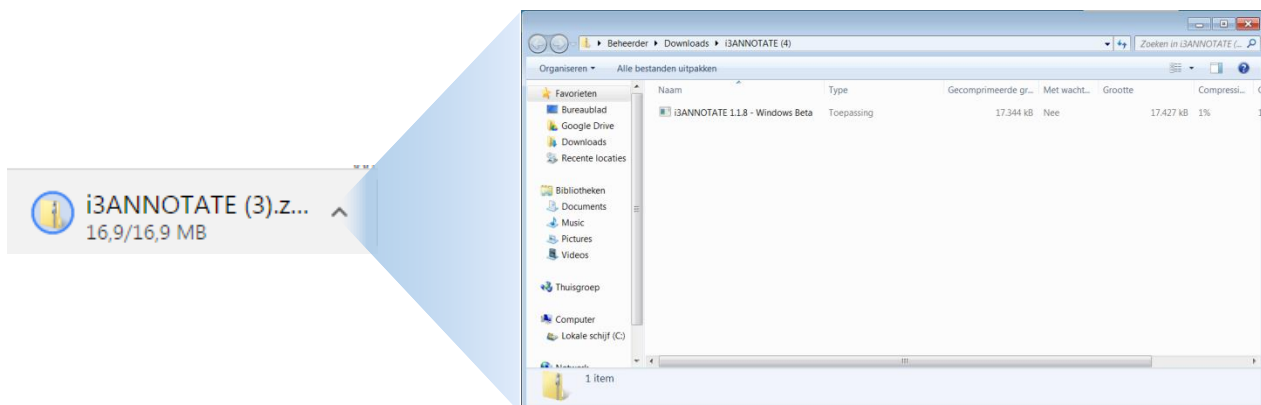 i3ANNOTATE (3).z...
16,9/16,9 MB
Beheerder ▸ Downloads ▸ i3ANNOTATE (4)
Zoeken in i3ANNOTATE (...
Organiseren Alle bestanden uitpakken
Naam Type Gecomprimeerde gr... Met wacht... Grootte Compressi...
i3ANNOTATE 1.1.8 - Windows Beta Toepassing 17.344 kB Nee 17.427 kB 1%
Favorieten
Bureaublad
Google Drive
Downloads
Recente locaties
Bibliotheken
Documents
Music
Pictures
Videos
Thuisgroep
Computer
Lokale schijf (C:)
Netwerk
1 item